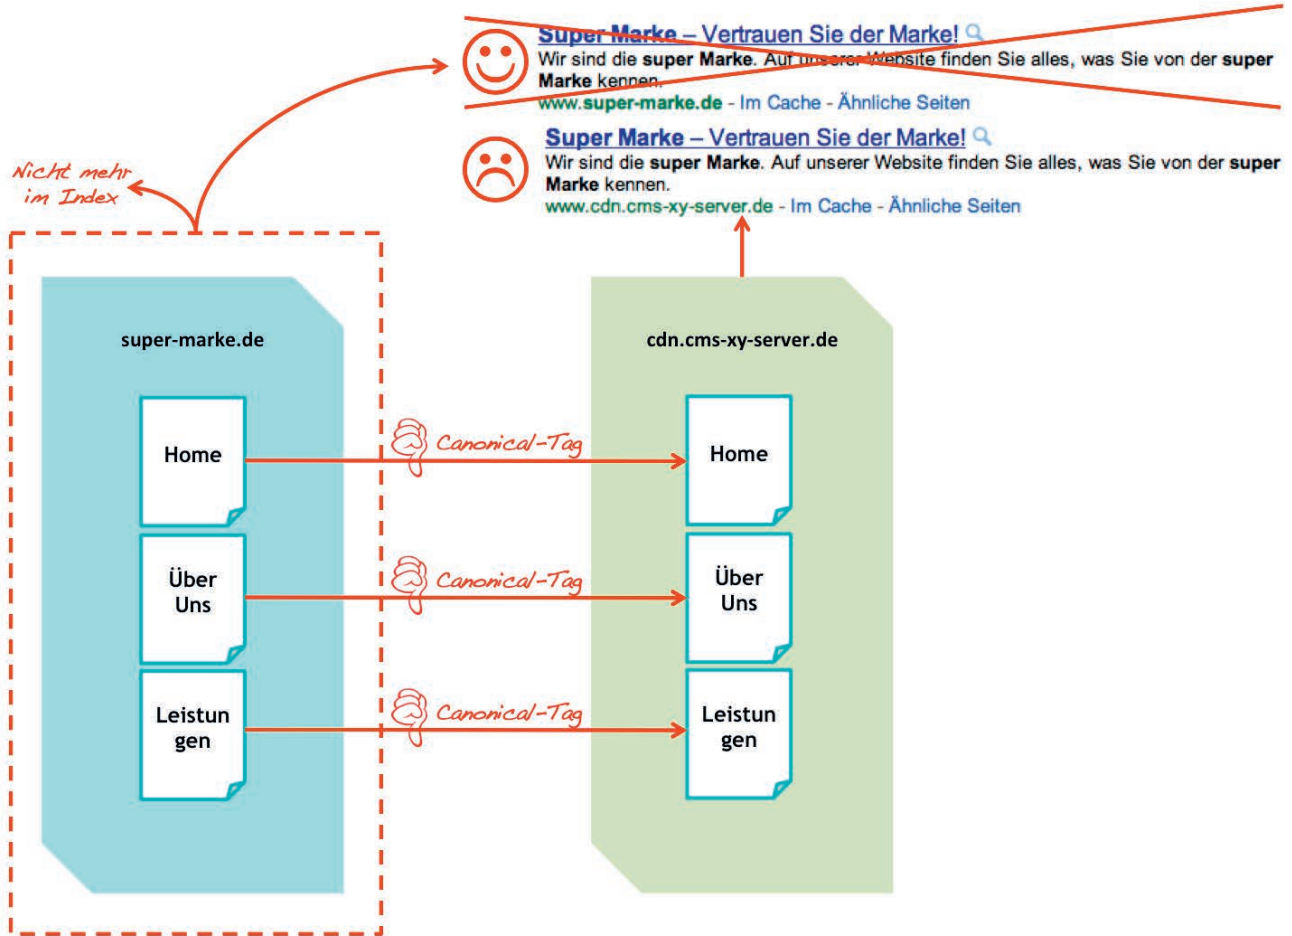 Super Marke – Vertrauen Sie der Marke!
Wir sind die super Marke. Auf unserer Website finden Sie alles, was Sie von der super
Marke kennen.
www.super-marke.de - Im Cache - Ähnliche Seiten
Super Marke – Vertrauen Sie der Marke!
Wir sind die super Marke. Auf unserer Website finden Sie alles, was Sie von der super
Marke kennen.
www.cdn.cms-xy-server.de - Im Cache - Ähnliche Seiten
Nicht mehr
im Index
super-marke.de
cdn.cms-xy-server.de
Home
Canonical-Tag
Home
Über
Uns
Canonical-Tag
Über
Uns
Leistun
gen
Canonical-Tag
Leistun
gen